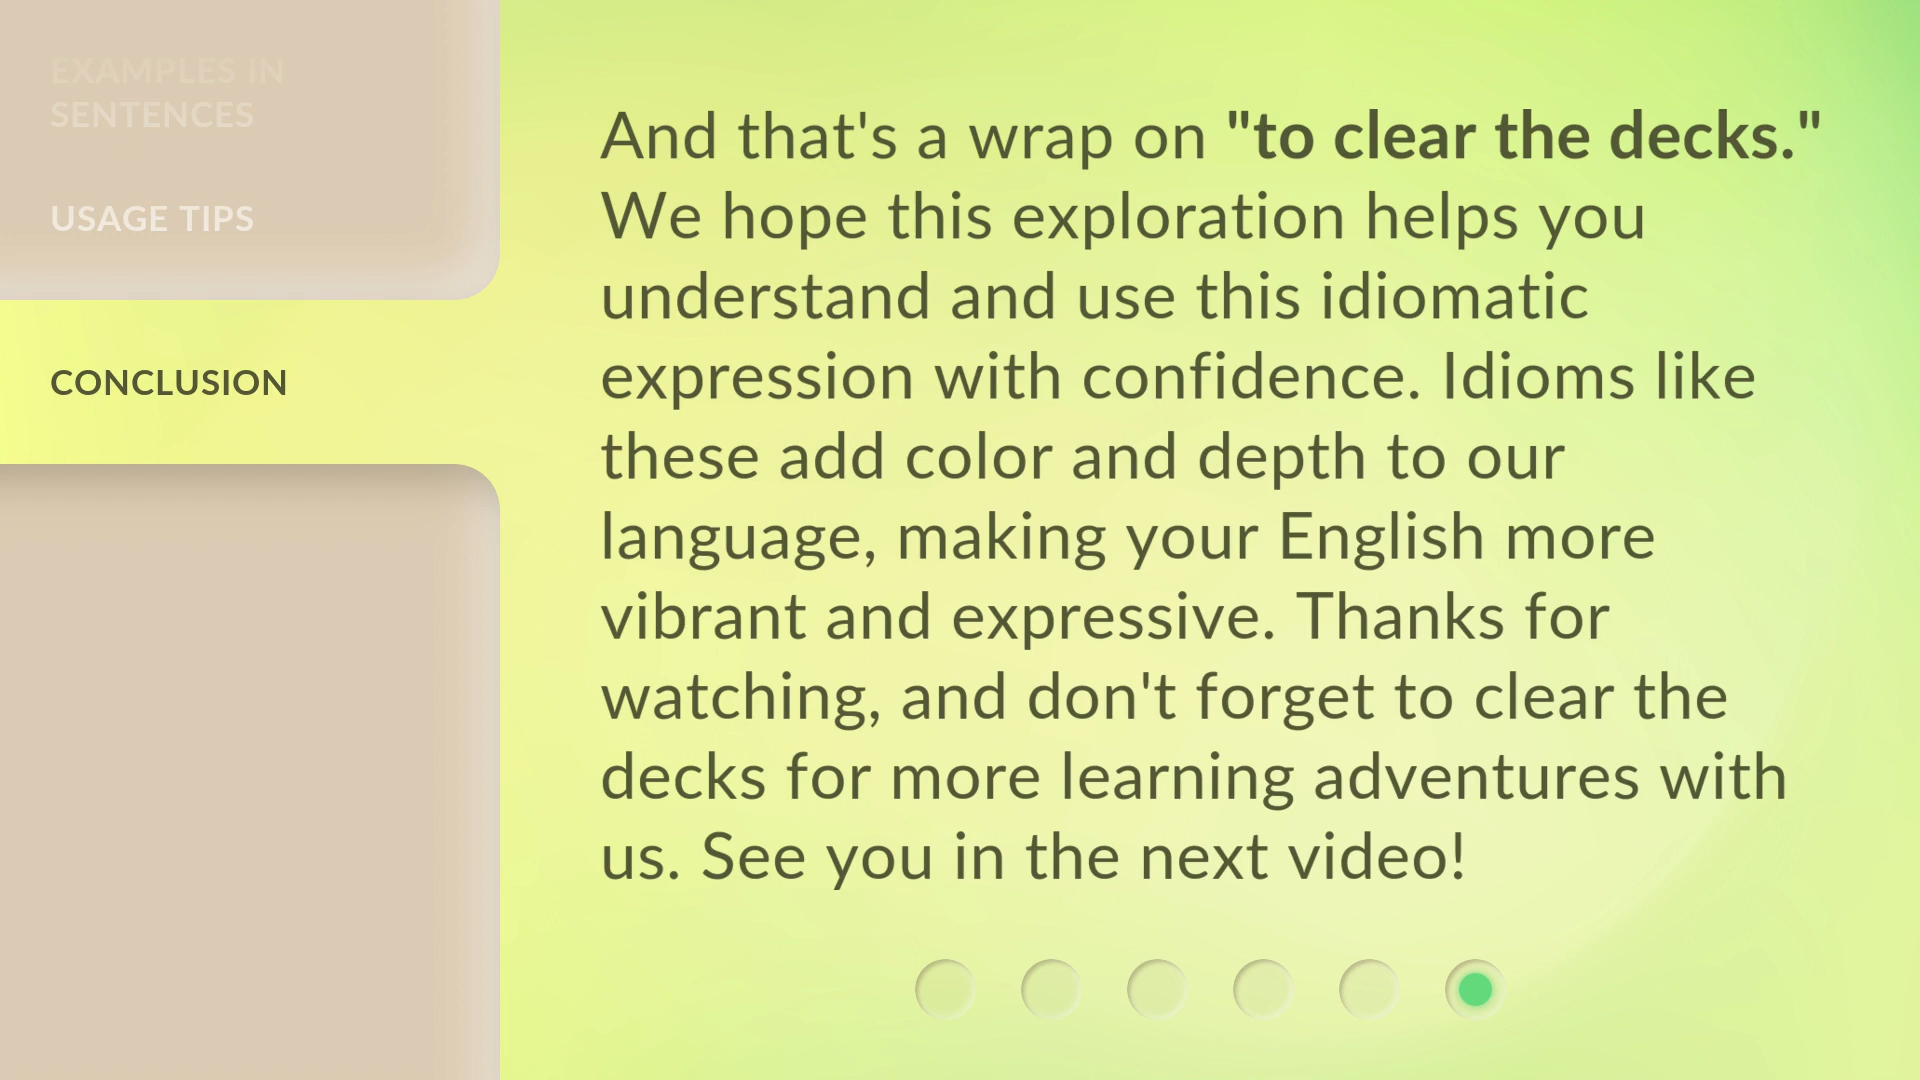 EXAMPLES IN
SENTENCES
USAGE TIPS
CONCLUSION
And that's a wrap on "to clear the decks."
We hope this exploration helps you
understand and use this idiomatic
expression with confidence. Idioms like
these add color and depth to our
language, making your English more
vibrant and expressive. Thanks for
watching, and don't forget to clear the
decks for more learning adventures with
us. See you in the next video!